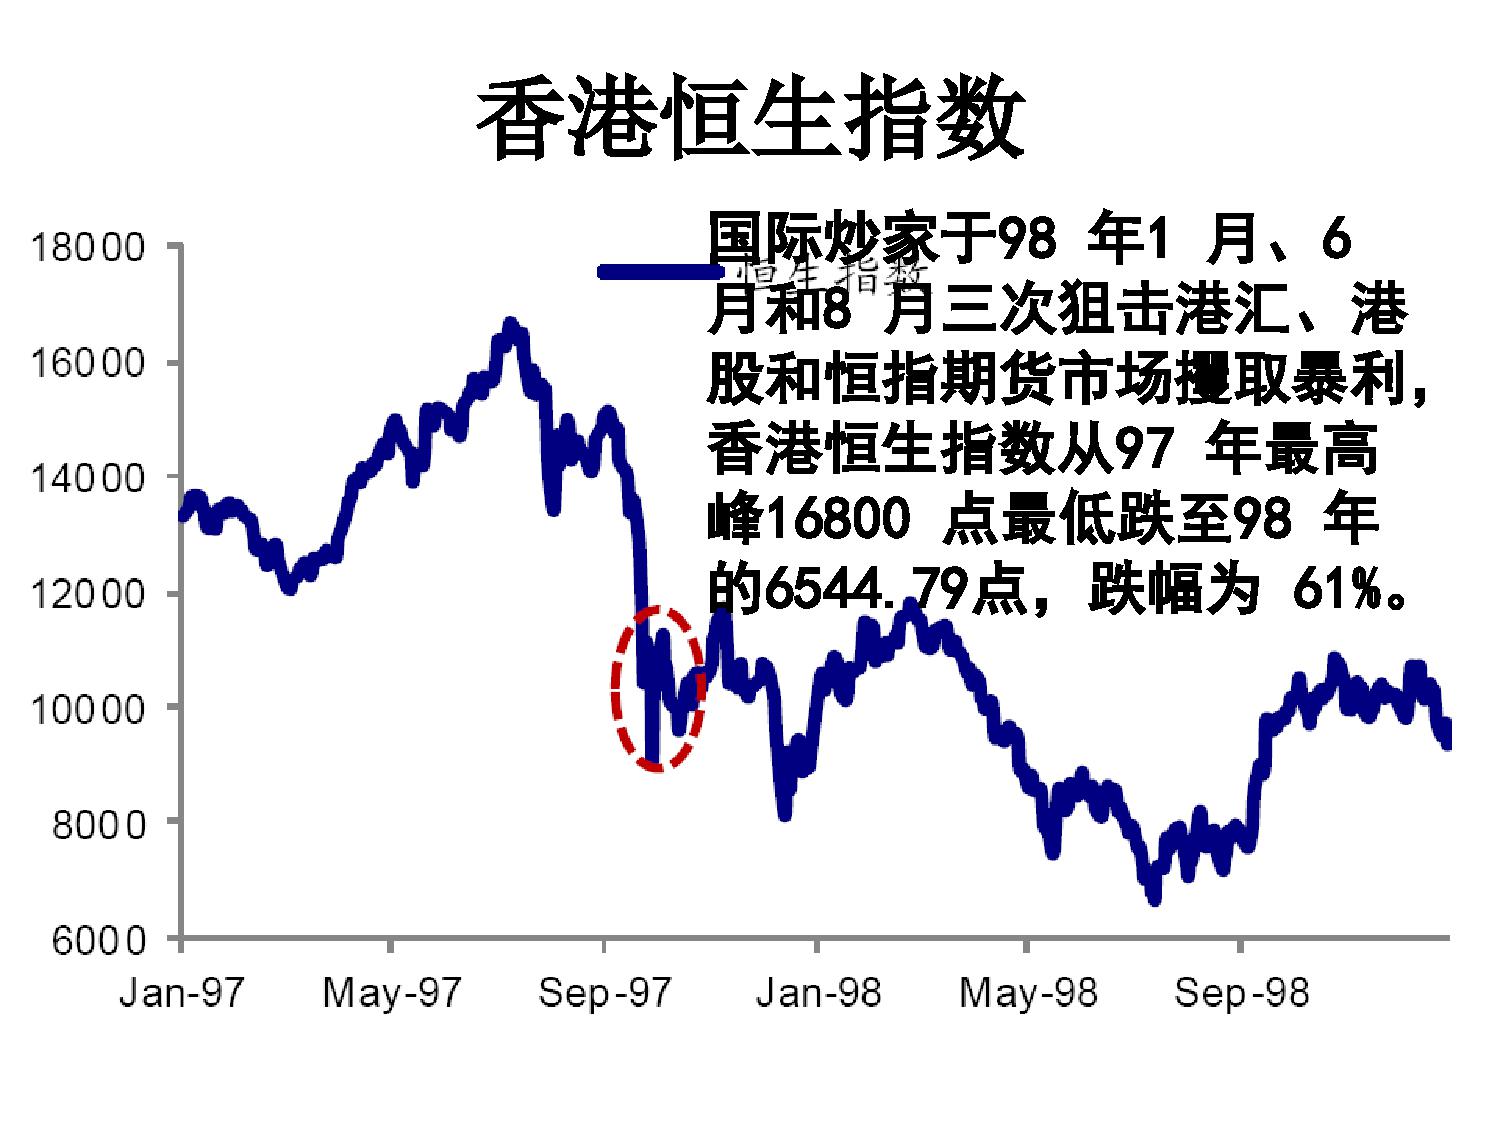 香港恒生指数
国际炒家于98 年1 月、6
恒生指数
月和8 月三次狙击港汇、港
股和恒指期货市场攫取暴利，
香港恒生指数从97 年最高
峰16800 点最低跌至98 年
的6544.79点，跌幅为 61%。
18000
16000
14000
12000
10000
8000
6000
Jan-97 May-97 Sep-97 Jan-98 May-98 Sep-98